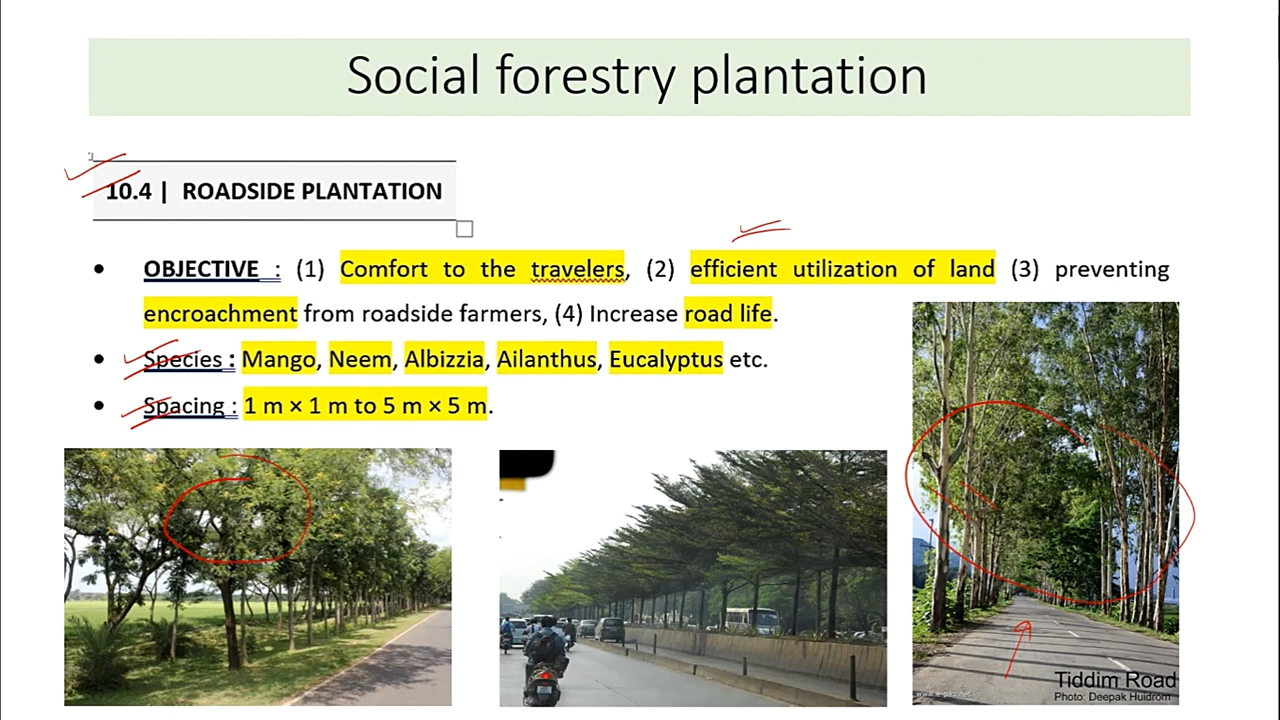 Social forestry plantation
10.4 | ROADSIDE PLANTATION
• OBJECTIVE : (1) Comfort to the travelers, (2) efficient utilization of land (3) preventing
encroachment from roadside farmers, (4) Increase road life.
• Species : Mango, Neem, Albizzia, Ailanthus, Eucalyptus etc.
• Spacing : 1 m × 1 m to 5 m × 5 m.
Tiddim Road
Photo: Deepak Huidrom